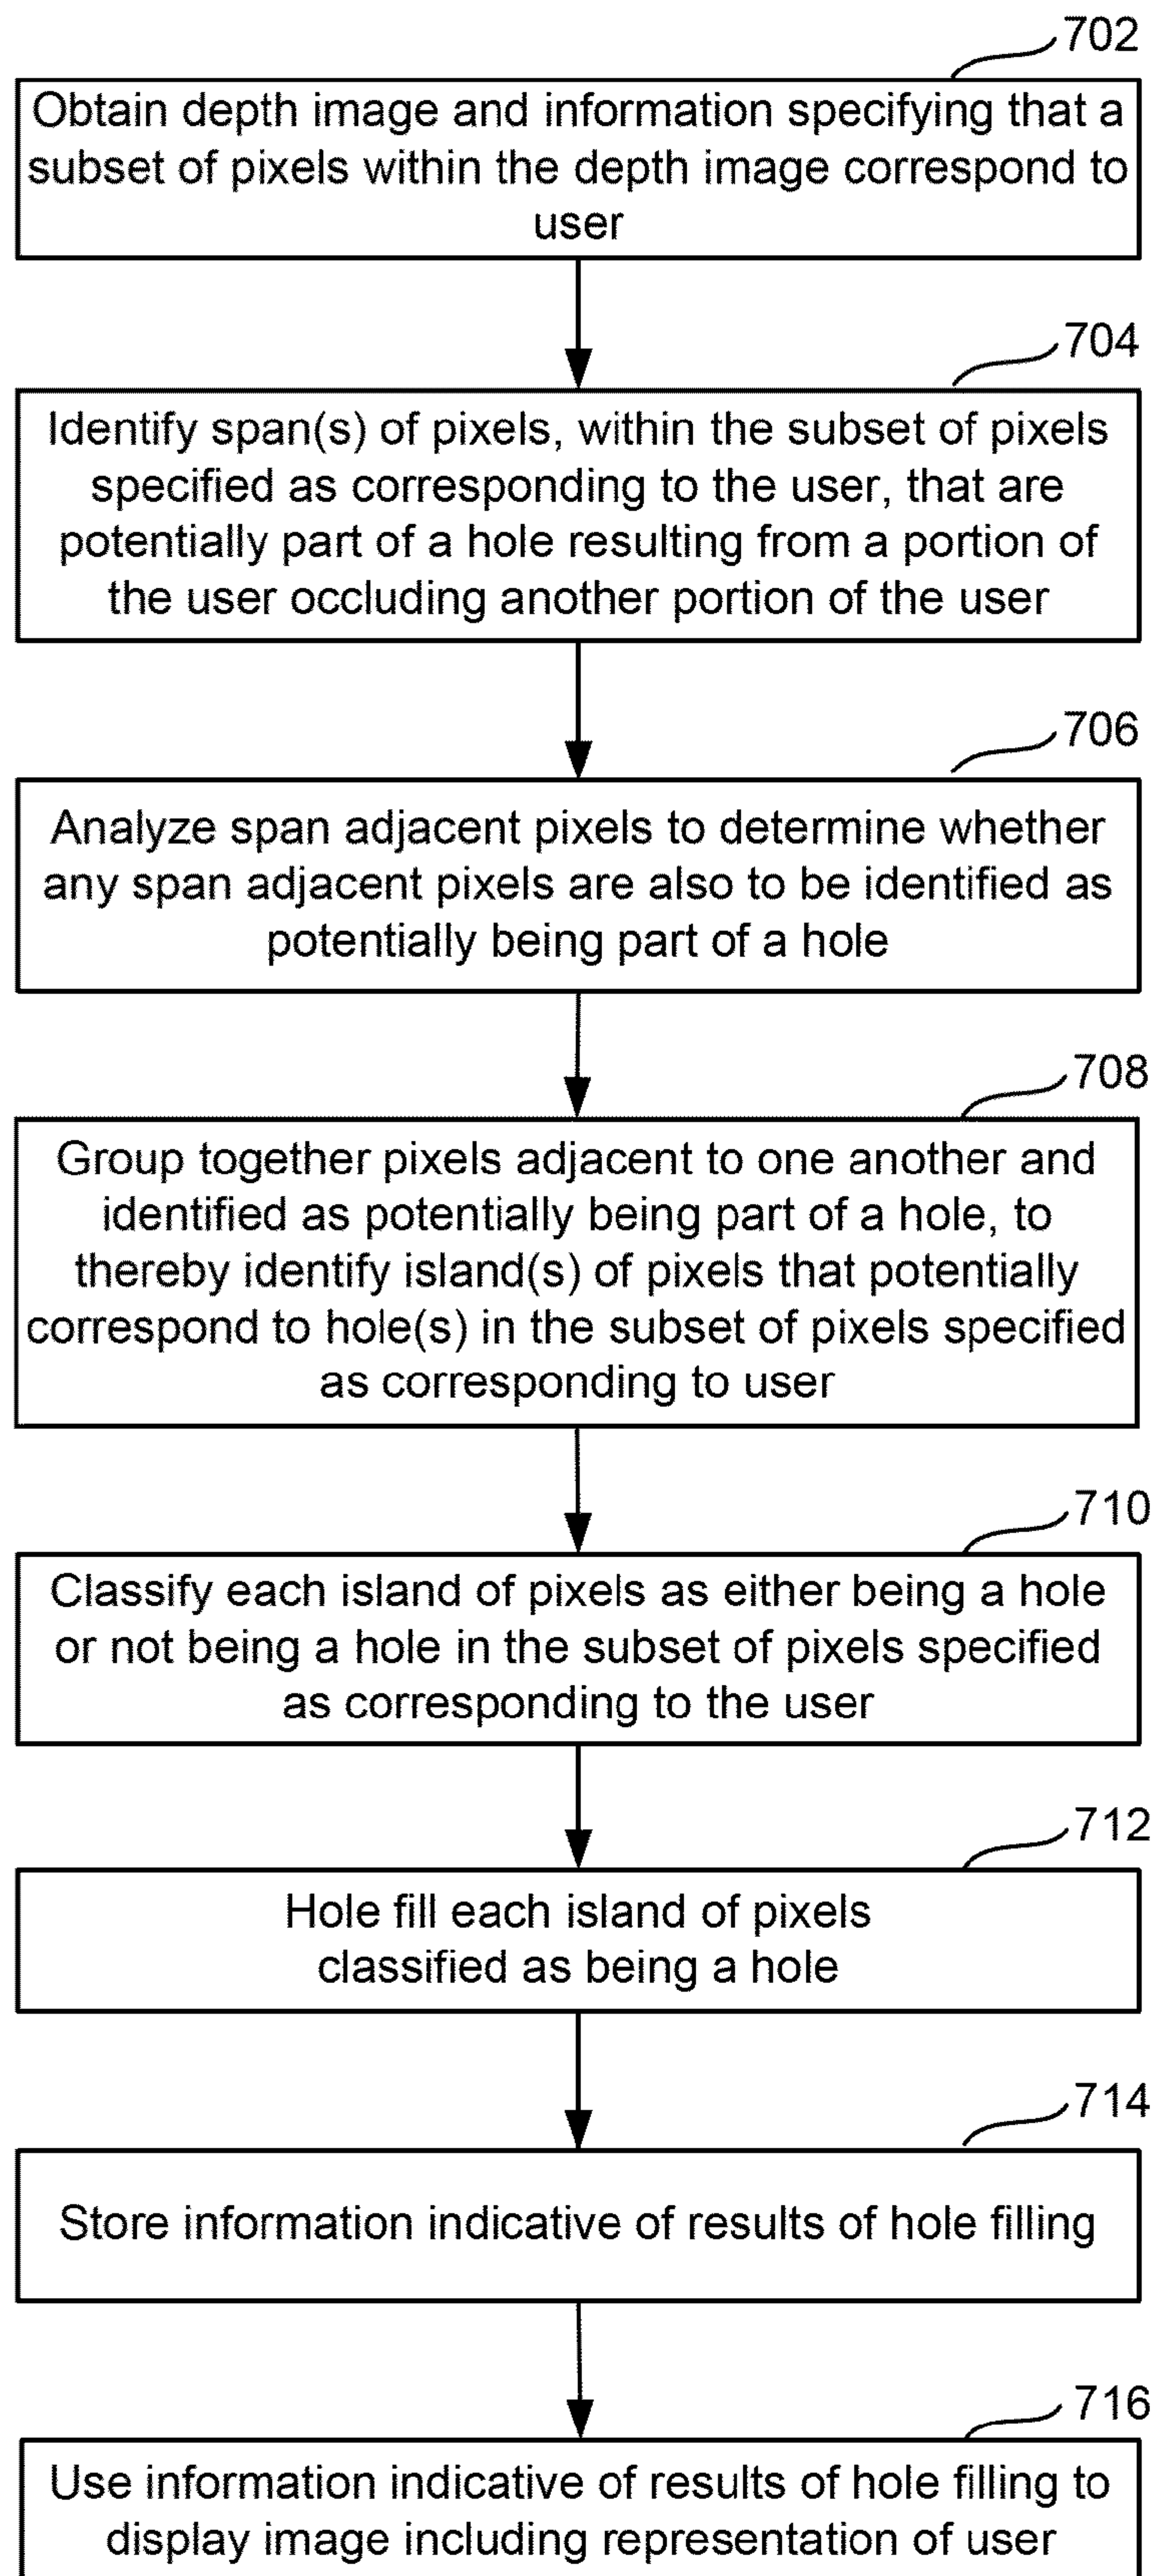 702
Obtain depth image and information specifying that a
subset of pixels within the depth image correspond to
user
704
Identify span(s) of pixels, within the subset of pixels
specified as corresponding to the user, that are
potentially part of a hole resulting from a portion of
the user occluding another portion of the user
706
Analyze span adjacent pixels to determine whether
any span adjacent pixels are also to be identified as
potentially being part of a hole
708
Group together pixels adjacent to one another and
identified as potentially being part of a hole, to
thereby identify island(s) of pixels that potentially
correspond to hole(s) in the subset of pixels specified
as corresponding to user
710
Classify each island of pixels as either being a hole
or not being a hole in the subset of pixels specified
as corresponding to the user
712
Hole fill each island of pixels
classified as being a hole
714
Store information indicative of results of hole filling
716
Use information indicative of results of hole filling to
display image including representation of user